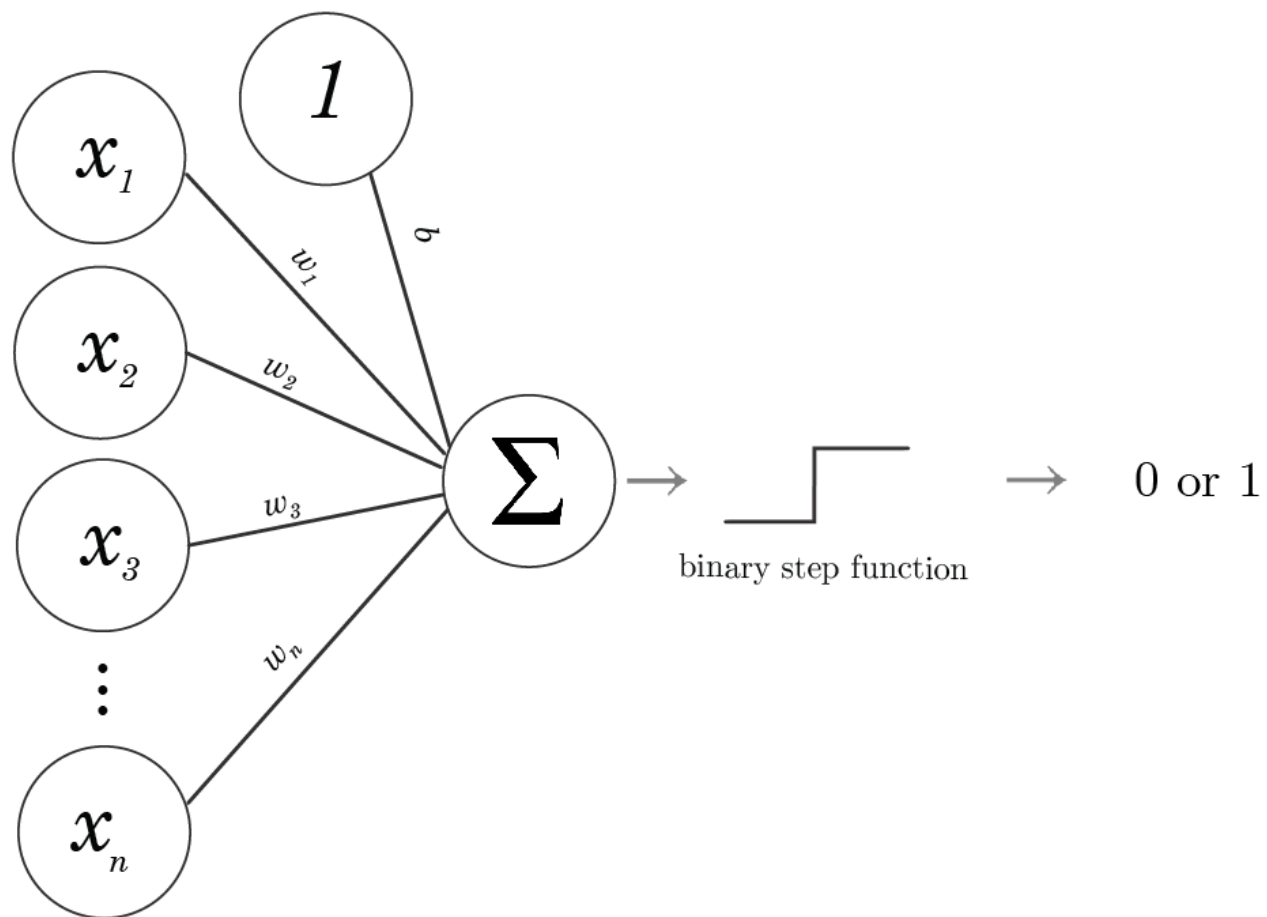 1
x₁
b
w₁
x₂
w₂
Σ
0 or 1
w₃
x₃
binary step function
wₙ
⋮
xₙ